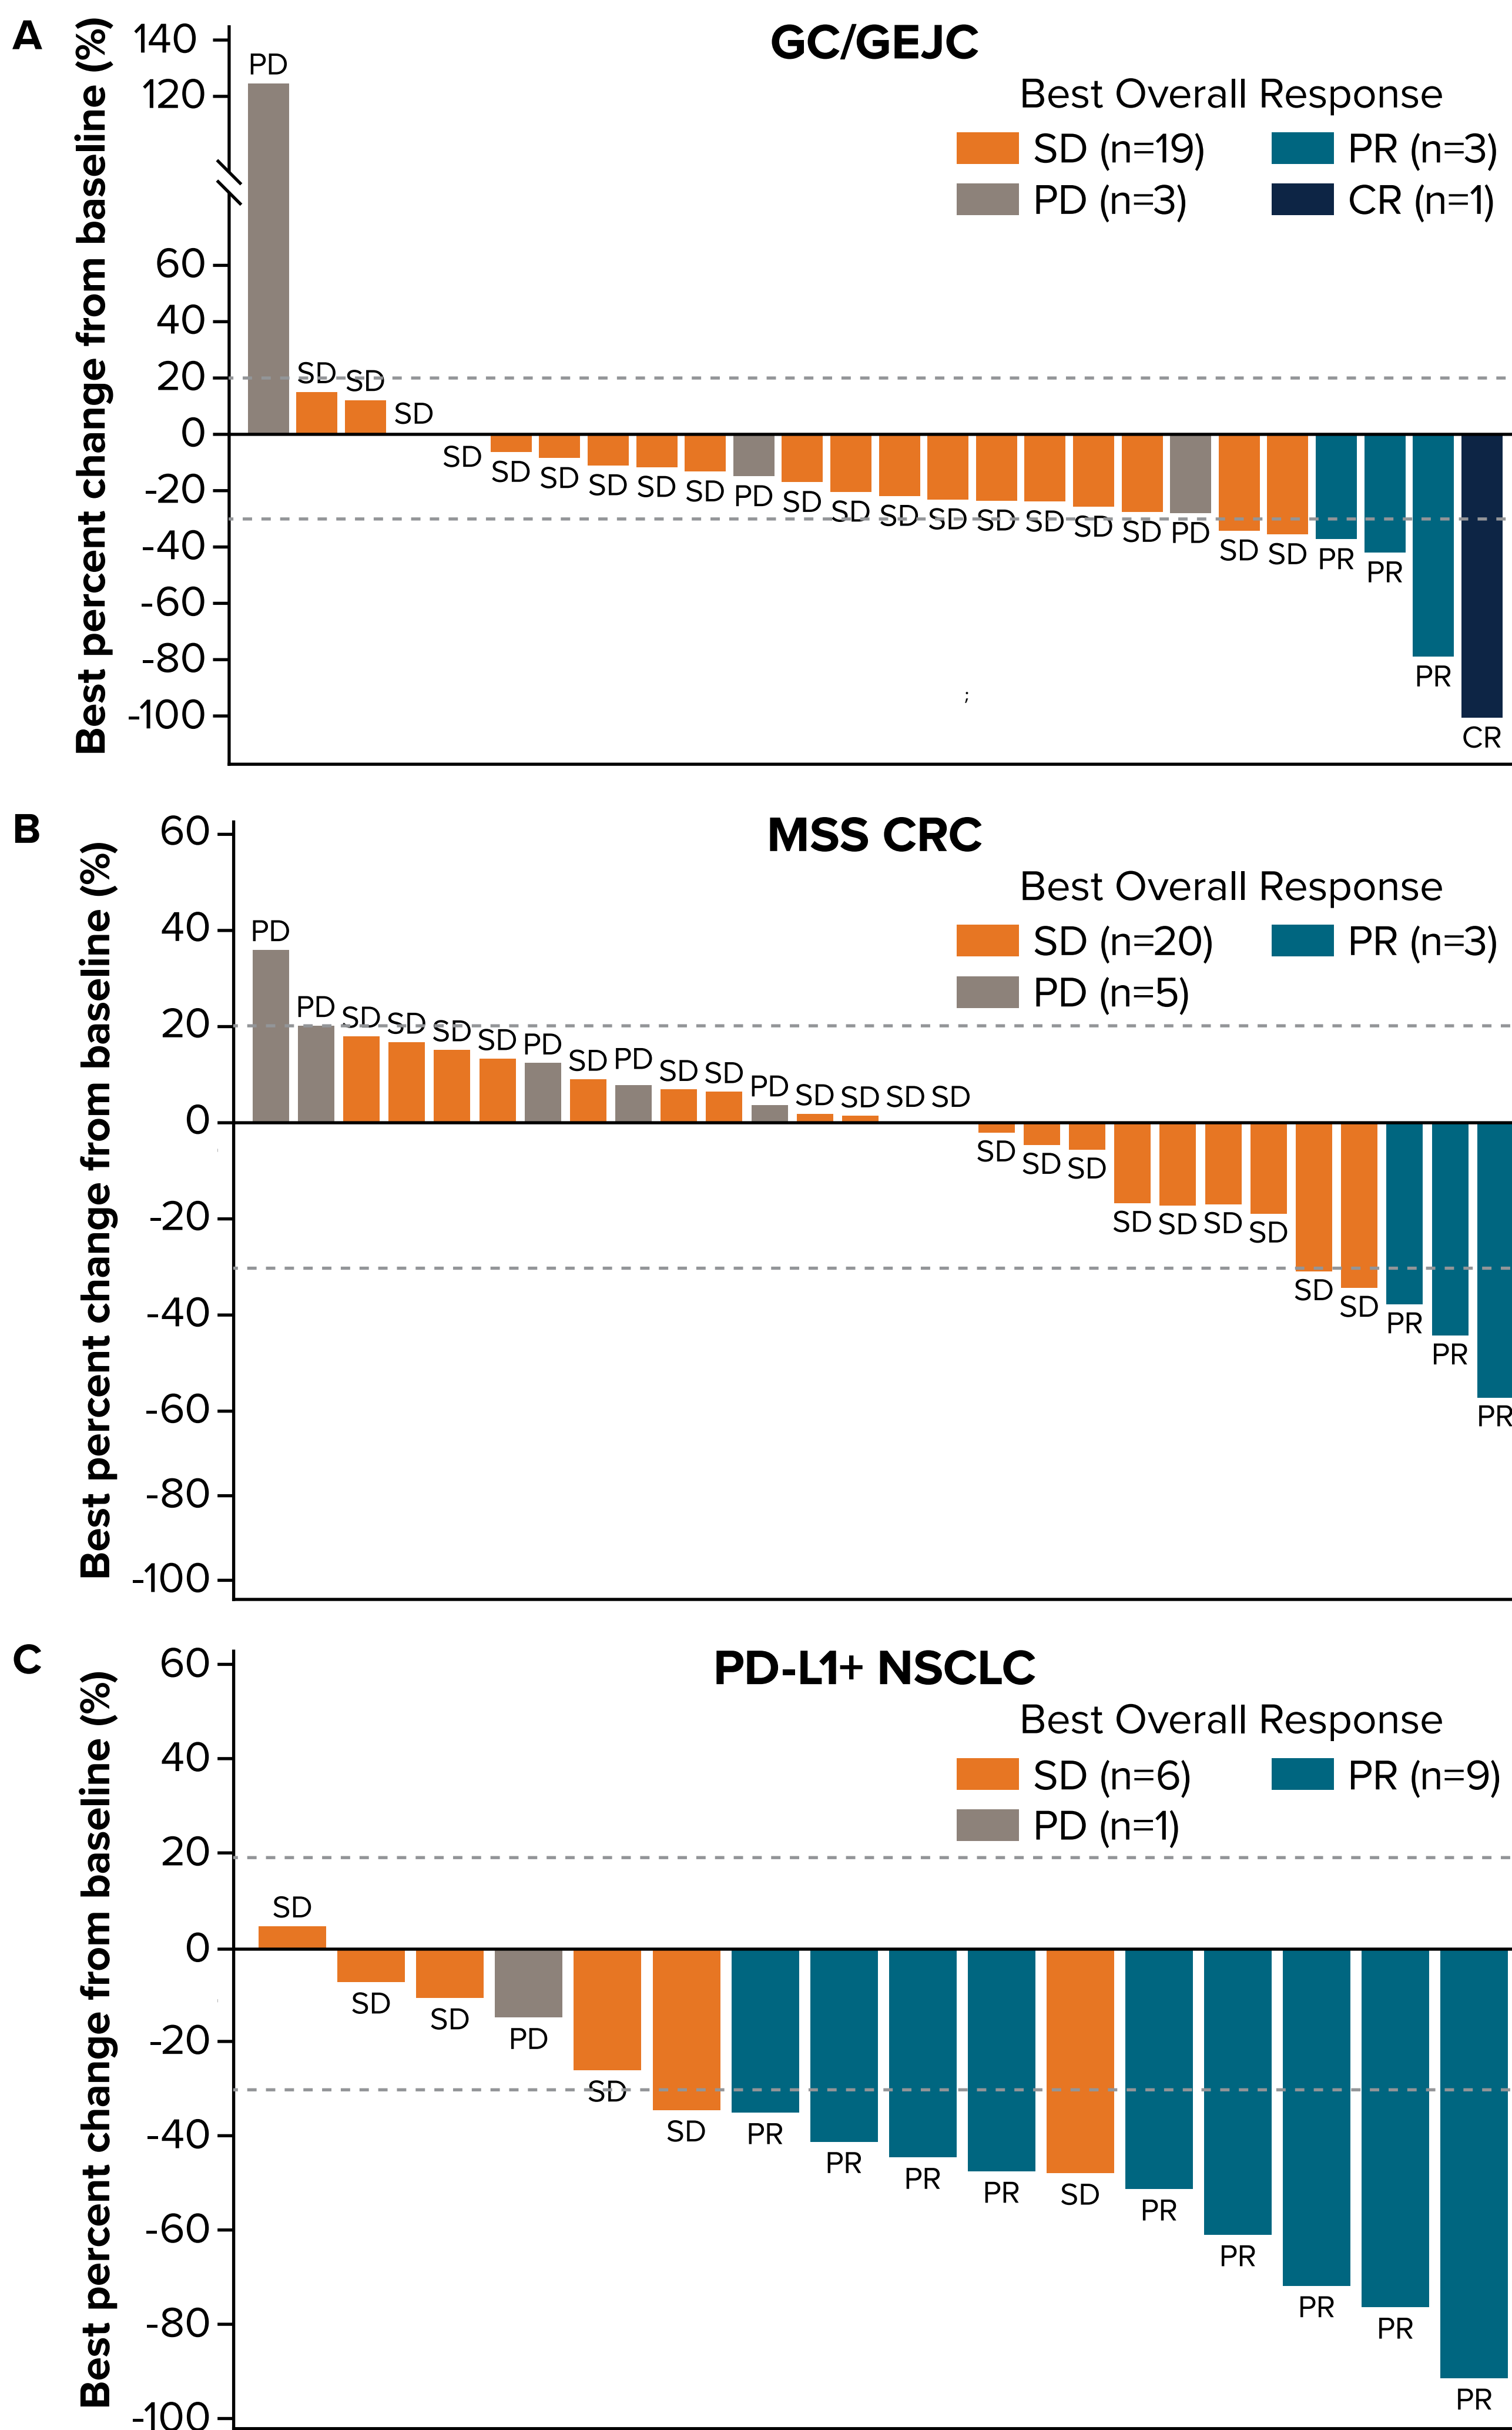 A
GC/GEJC
Best percent change from baseline (%)
Best Overall Response
SD (n=19)
PR (n=3)
PD (n=3)
CR (n=1)
140
120
60
40
20
0
-20
-40
-60
-80
-100
PD
SD
SD
SD
SD
SD
SD
SD
SD
SD
PD
SD
SD
SD
SD
SD
SD
SD
SD
PD
SD
SD
PR
PR
PR
CR
;
B
MSS CRC
Best percent change from baseline (%)
Best Overall Response
SD (n=20)
PR (n=3)
PD (n=5)
60
40
20
0
-20
-40
-60
-80
-100
PD
PD
SD
SD
SD
SD
PD
SD
PD
SD
SD
PD
SD
SD
SD
SD
SD
SD
SD
SD
SD
SD
SD
SD
SD
PR
PR
PR
C
PD-L1+ NSCLC
Best percent change from baseline (%)
Best Overall Response
SD (n=6)
PR (n=9)
PD (n=1)
60
40
20
0
-20
-40
-60
-80
-100
SD
SD
SD
PD
SD
SD
PR
PR
PR
PR
SD
PR
PR
PR
PR
PR